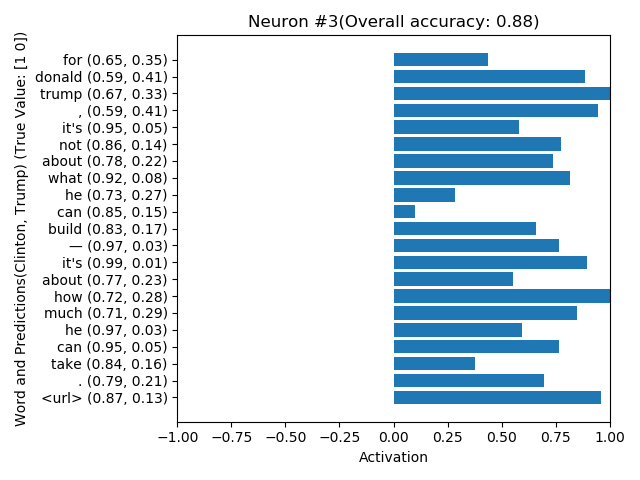 Neuron #3(Overall accuracy: 0.88)
Word and Predictions(Clinton, Trump) (True Value: [1 0])
for (0.65, 0.35)
donald (0.59, 0.41)
trump (0.67, 0.33)
, (0.59, 0.41)
it's (0.95, 0.05)
not (0.86, 0.14)
about (0.78, 0.22)
what (0.92, 0.08)
he (0.73, 0.27)
can (0.85, 0.15)
build (0.83, 0.17)
— (0.97, 0.03)
it's (0.99, 0.01)
about (0.77, 0.23)
how (0.72, 0.28)
much (0.71, 0.29)
he (0.97, 0.03)
can (0.95, 0.05)
take (0.84, 0.16)
. (0.79, 0.21)
<url> (0.87, 0.13)
−1.00 −0.75 −0.50 −0.25 0.00 0.25 0.50 0.75 1.00
Activation